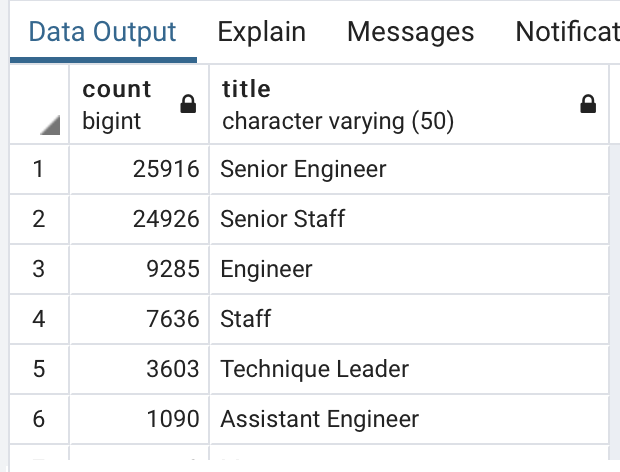 Data Output Explain Messages Notificat
count title
bigint character varying (50)
1 25916 Senior Engineer
2 24926 Senior Staff
3 9285 Engineer
4 7636 Staff
5 3603 Technique Leader
6 1090 Assistant Engineer